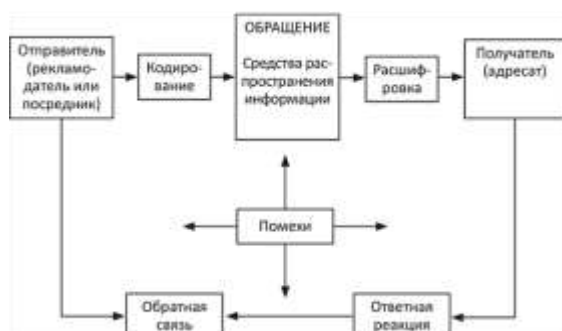 Отправитель
(рекламо-
датель или
посредник)
Кодиро-
вание
ОБРАЩЕНИЕ
Средства рас-
пространения
информации
Расшиф-
ровка
Получатель
(адресат)
Помехи
Обратная
связь
Ответная
реакция